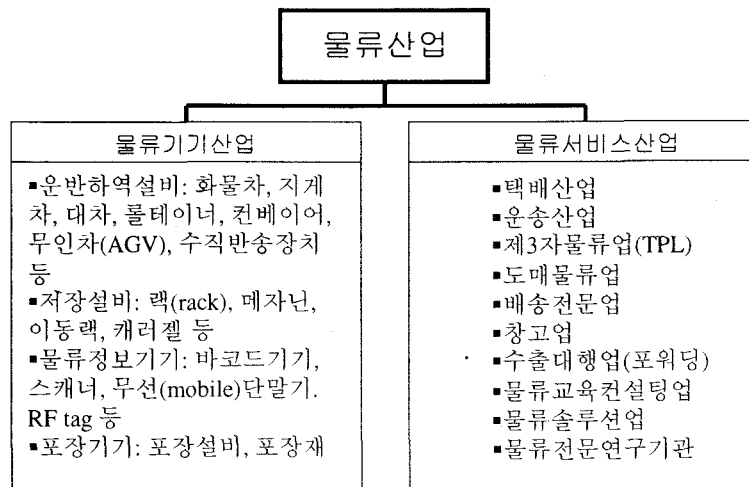 물류산업
물류기기산업
▪운반하역설비: 화물차, 지게
차, 대차, 롤테이너, 컨베이어,
무인차(AGV), 수직반송장치
등
▪저장설비: 랙(rack), 메자닌,
이동랙, 캐러젤 등
▪물류정보기기: 바코드기기,
스캐너, 무선(mobile)단말기.
RF tag 등
▪포장기기: 포장설비, 포장재
물류서비스산업
▪택배산업
▪운송산업
▪제3자물류업(TPL)
▪도매물류업
▪배송전문업
▪창고업
▪수출대행업(포워딩)
▪물류교육컨설팅업
▪물류솔루션업
▪물류전문연구기관